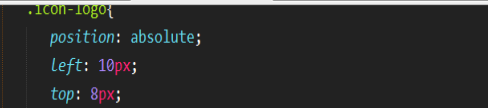 .icon-logo{
position: absolute;
left: 10px;
top: 8px;